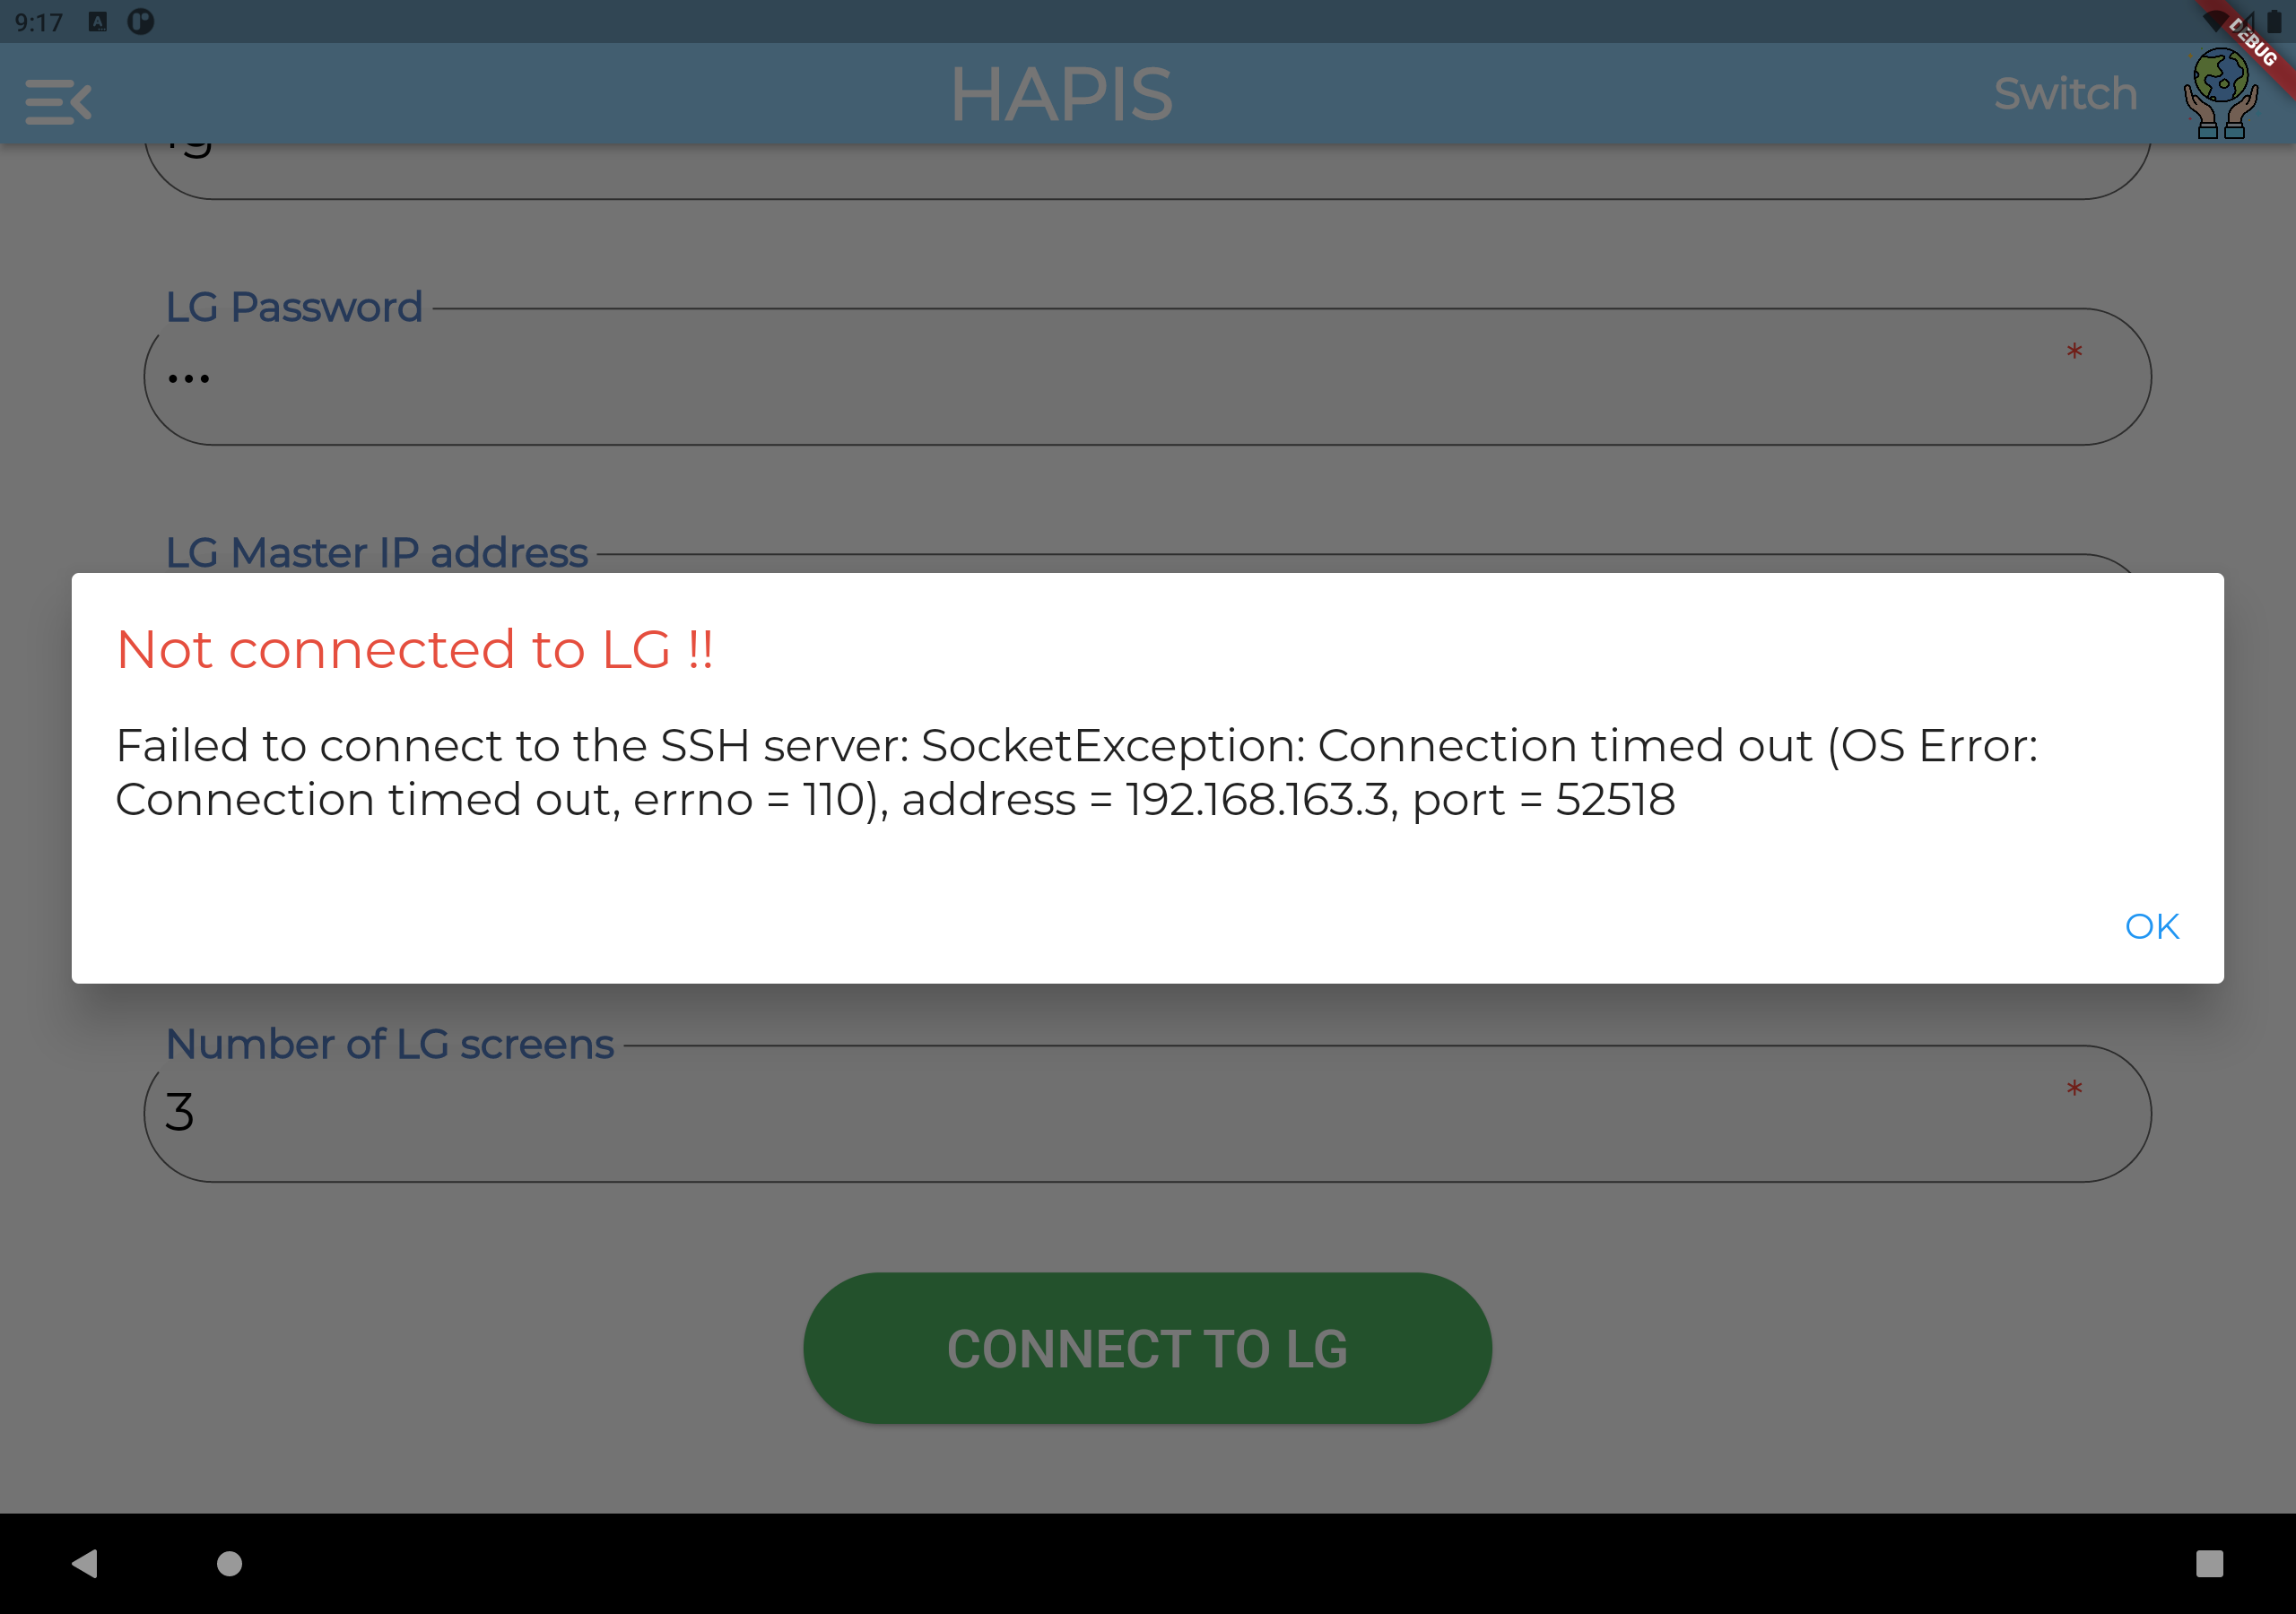 9:17
DEBUG
HAPIS
Switch
lg
LG Password
•••
*
LG Master IP address
Not connected to LG !!
Failed to connect to the SSH server: SocketException: Connection timed out (OS Error:
Connection timed out, errno = 110), address = 192.168.163.3, port = 52518
OK
Number of LG screens
*
3
CONNECT TO LG